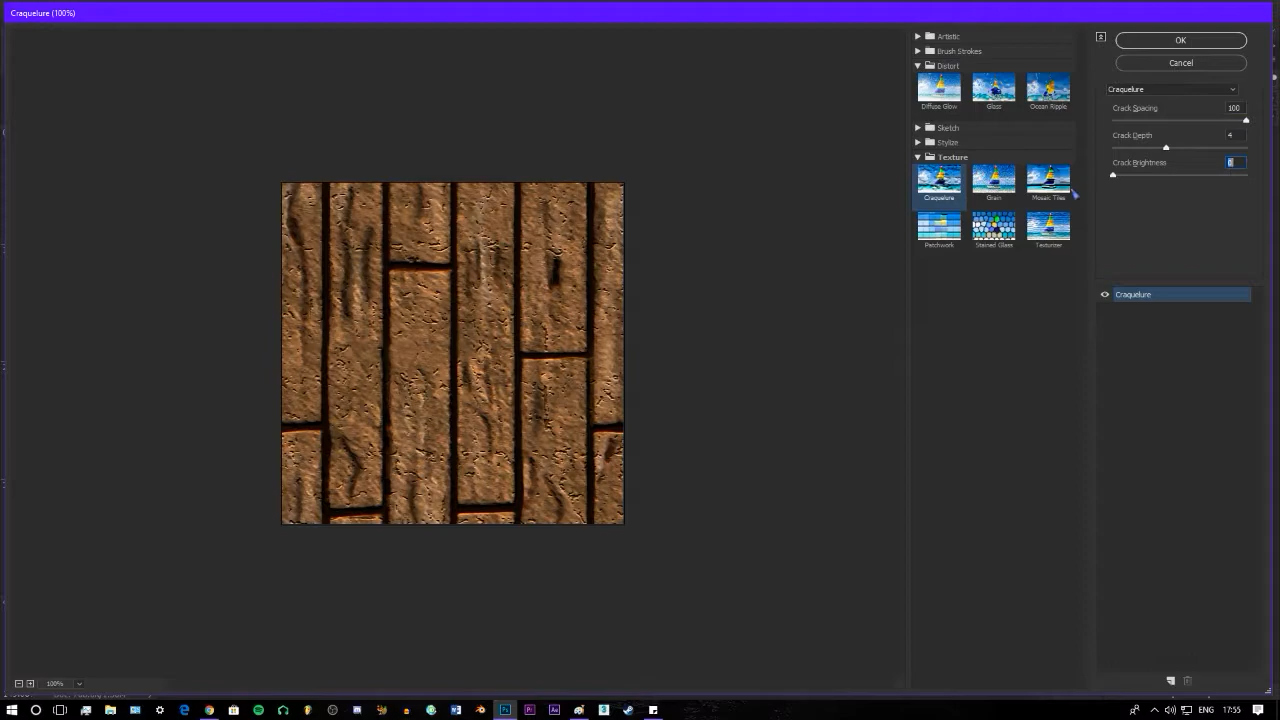 Craquelure (100%)
Artistic
Brush Strokes
Distort
Diffuse Glow
Glass
Ocean Ripple
Sketch
Stylize
Texture
Craquelure
Grain
Mosaic Tiles
Patchwork
Stained Glass
Texturizer
OK
Cancel
Craquelure
Crack Spacing 100
Crack Depth 4
Crack Brightness 0
Craquelure
100%
ENG 17:55